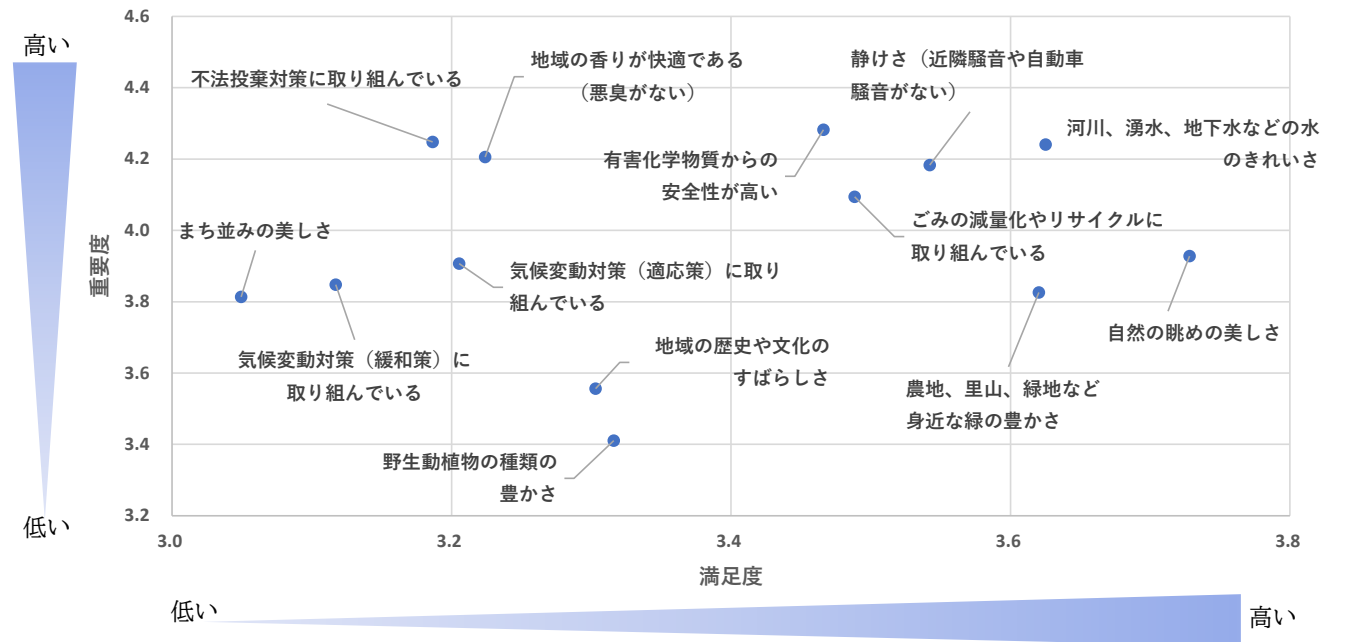 高い
低い
重要度
4.6
4.4
4.2
4.0
3.8
3.6
3.4
3.2
不法投棄対策に取り組んでいる
地域の香りが快適である
（悪臭がない）
静けさ（近隣騒音や自動車
騒音がない）
河川、湧水、地下水などの水
のきれいさ
有害化学物質からの
安全性が高い
ごみの減量化やリサイクルに
取り組んでいる
まち並みの美しさ
気候変動対策（適応策）に取り
組んでいる
自然の眺めの美しさ
気候変動対策（緩和策）に
取り組んでいる
地域の歴史や文化の
すばらしさ
農地、里山、緑地など
身近な緑の豊かさ
野生動植物の種類の
豊かさ
3.0
3.2
3.4
3.6
3.8
満足度
低い
高い